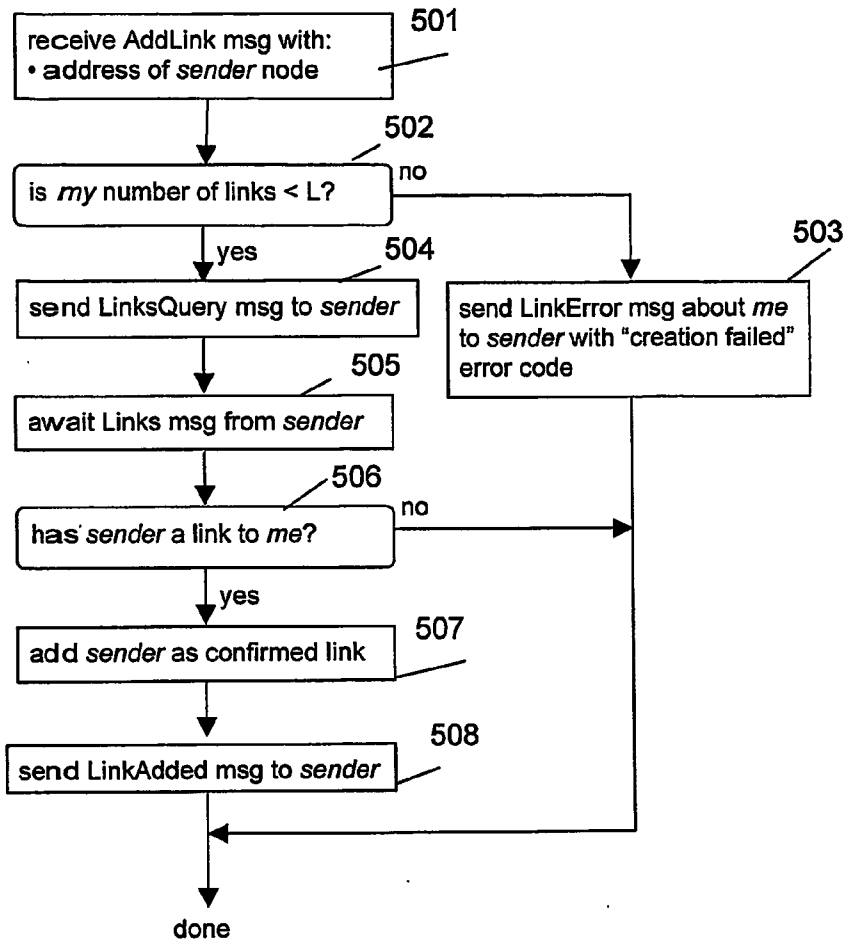 501
receive AddLink msg with:
• address of sender node
502
is my number of links < L?
no
yes
503
504
send LinksQuery msg to sender
send LinkError msg about me
to sender with “creation failed”
error code
505
await Links msg from sender
506
has sender a link to me?
no
yes
507
add sender as confirmed link
508
send LinkAdded msg to sender
done